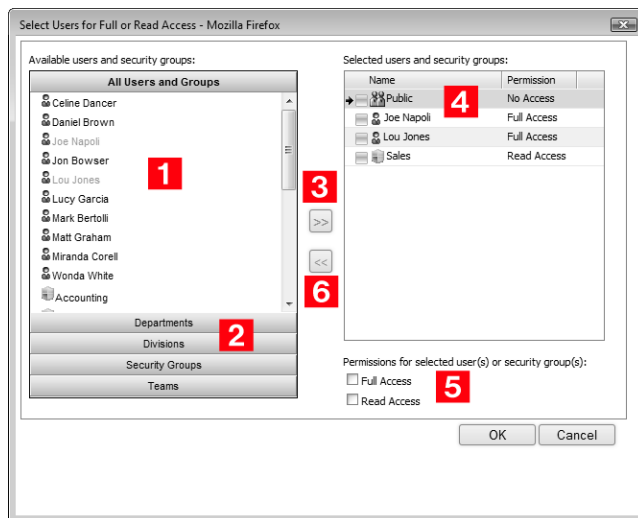 Select Users for Full or Read Access - Mozilla Firefox
Available users and security groups:
All Users and Groups
Celine Dancer
Daniel Brown
Joe Napoli
Jon Bowser
Lou Jones
Lucy Garcia
Mark Bertolli
Matt Graham
Miranda Corell
Wonda White
Accounting
1
Departments
Divisions
2
Security Groups
Teams
3
>>
<<
6
Selected users and security groups:
Name Permission
Public No Access
4
Joe Napoli Full Access
Lou Jones Full Access
Sales Read Access
Permissions for selected user(s) or security group(s):
Full Access
5
Read Access
OK Cancel